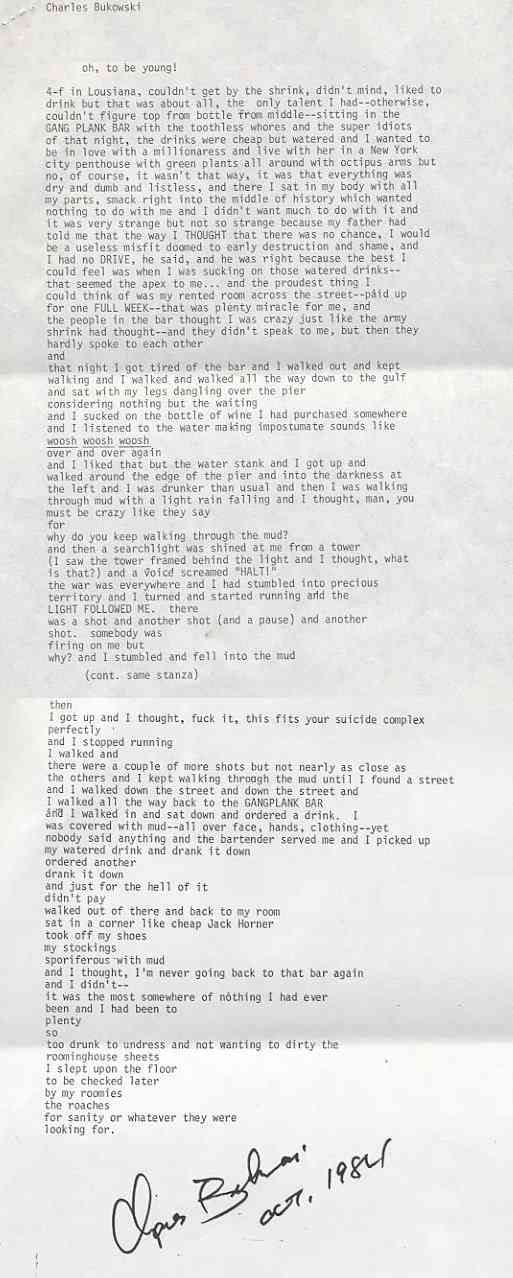 Charles Bukowski
oh, to be young!
4-f in Lousiana, couldn't get by the shrink, didn't mind, liked to
drink but that was about all, the only talent I had--otherwise,
couldn't figure top from bottle from middle--sitting in the
GANG PLANK BAR with the toothless whores and the super idiots
of that night, the drinks were cheap but watered and I wanted to
be in love with a millionaress and live with her in a New York
city penthouse with green plants all around with octipus arms but
no, of course, it wasn't that way, it was that everything was
dry and dumb and listless, and there I sat in my body with all
my parts, smack right into the middle of history which wanted
nothing to do with me and I didn't want much to do with it and
it was very strange but not so strange because my father had
told me that the way I THOUGHT that there was no chance, I would
be a useless misfit doomed to early destruction and shame, and
I had no DRIVE, he said, and he was right because the best I
could feel was when I was sucking on those watered drinks--
that seemed the apex to me... and the proudest thing I
could think of was my rented room across the street--paid up
for one FULL WEEK--that was plenty miracle for me, and
the people in the bar thought I was crazy just like the army
shrink had thought--and they didn't speak to me, but then they
hardly spoke to each other
and
that night I got tired of the bar and I walked out and kept
walking and I walked and walked all the way down to the gulf
and sat with my legs dangling over the pier
considering nothing but the waiting
and I sucked on the bottle of wine I had purchased somewhere
and I listened to the water making impostumate sounds like
woosh woosh woosh
over and over again
and I liked that but the water stank and I got up and
walked around the edge of the pier and into the darkness at
the left and I was drunker than usual and then I was walking
through mud with a light rain falling and I thought, man, you
must be crazy like they say
for
why do you keep walking through the mud?
and then a searchlight was shined at me from a tower
(I saw the tower framed behind the light and I thought, what
is that?) and a voice screamed "HALT!"
the war was everywhere and I had stumbled into precious
territory and I turned and started running and the
LIGHT FOLLOWED ME. there
was a shot and another shot (and a pause) and another
shot. somebody was
firing on me but
why? and I stumbled and fell into the mud
(cont. same stanza)
then
I got up and I thought, fuck it, this fits your suicide complex
perfectly
and I stopped running
I walked and
there were a couple of more shots but not nearly as close as
the others and I kept walking through the mud until I found a street
and I walked down the street and down the street and
I walked all the way back to the GANGPLANK BAR
and I walked in and sat down and ordered a drink. I
was covered with mud--all over face, hands, clothing--yet
nobody said anything and the bartender served me and I picked up
my watered drink and drank it down
ordered another
drank it down
and just for the hell of it
didn't pay
walked out of there and back to my room
sat in a corner like cheap Jack Horner
took off my shoes
my stockings
sporiferous with mud
and I thought, I'm never going back to that bar again
and I didn't--
it was the most somewhere of nothing I had ever
been and I had been to
plenty
so
too drunk to undress and not wanting to dirty the
roominghouse sheets
I slept upon the floor
to be checked later
by my roomies
the roaches
for sanity or whatever they were
looking for.
oct. 1984